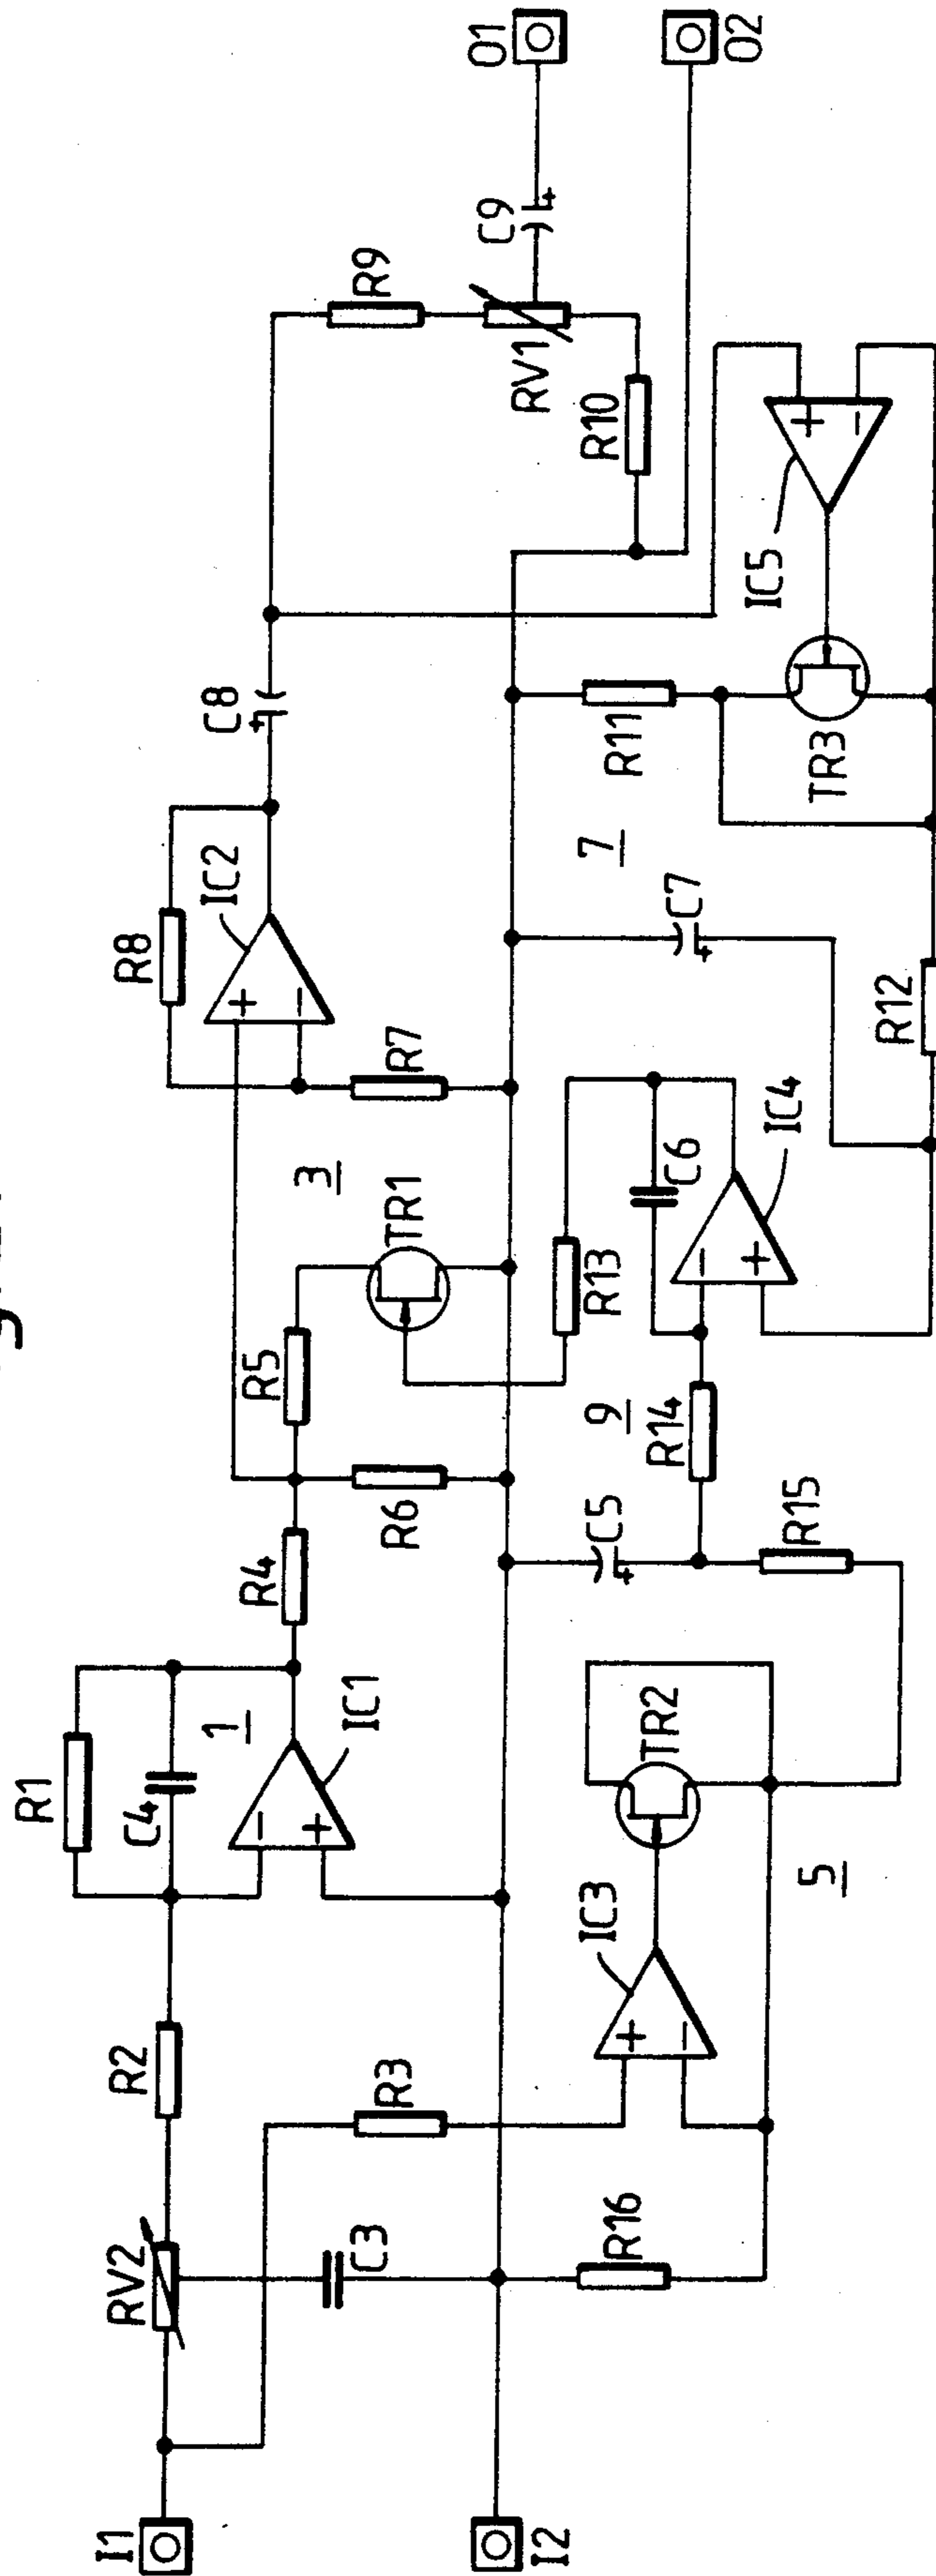 I1
RV2
R2
R1
C4
1
IC1
R4
R5
R6
3
TR1
R7
R8
IC2
C8
R9
RV1
R10
C9
O1
O2
I2
C3
R3
R16
IC3
TR2
5
C5
R15
9
R14
R13
C6
IC4
C7
7
R11
R12
TR3
IC5
+
−